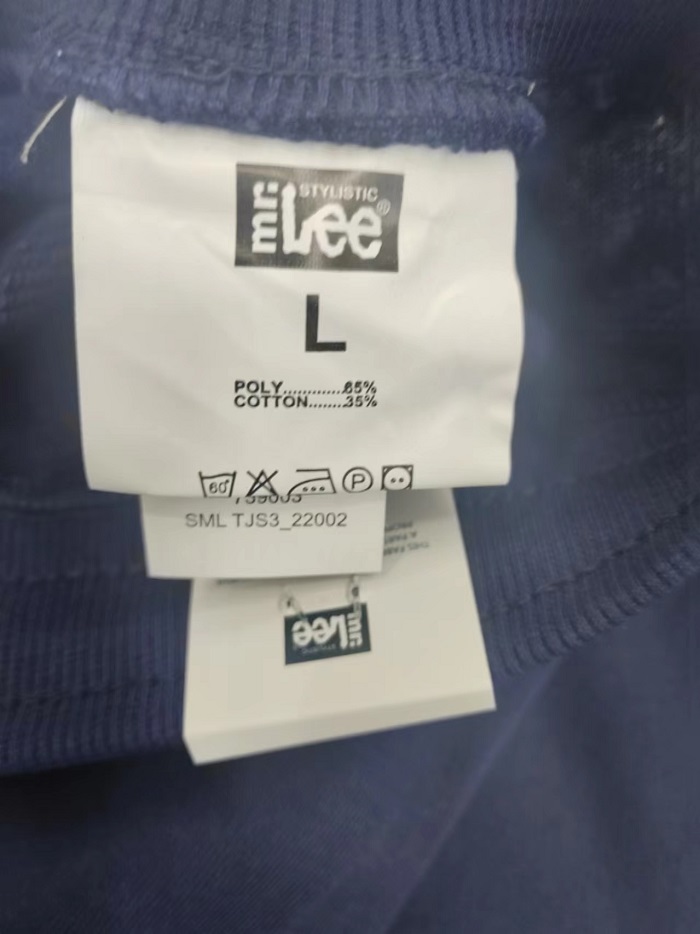 STYLISTIC
mr. Lee®
L
POLY............65%
COTTON........35%
60° P
SML TJS3_22002
mr. Lee